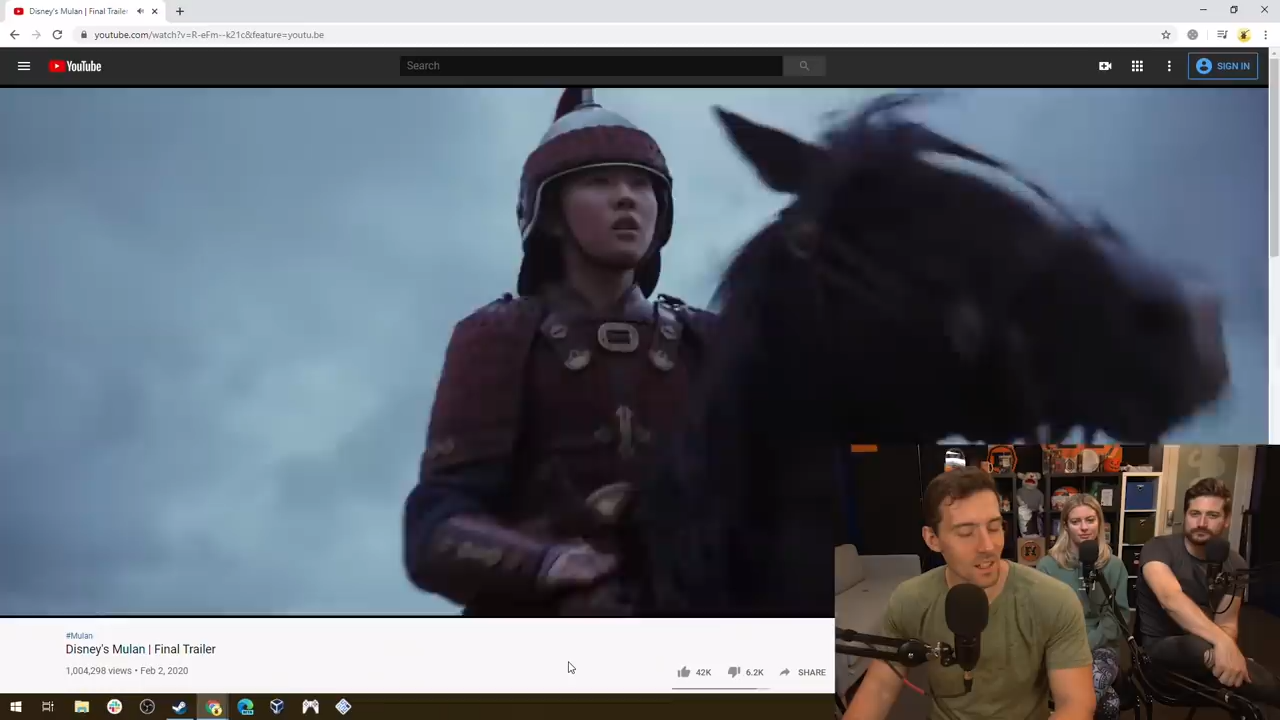 Disney's Mulan | Final Trailer
youtube.com/watch?v=R-eFm--k21c&feature=youtu.be
YouTube
Search
SIGN IN
#Mulan
Disney's Mulan | Final Trailer
1,004,298 views • Feb 2, 2020
42K
6.2K
SHARE